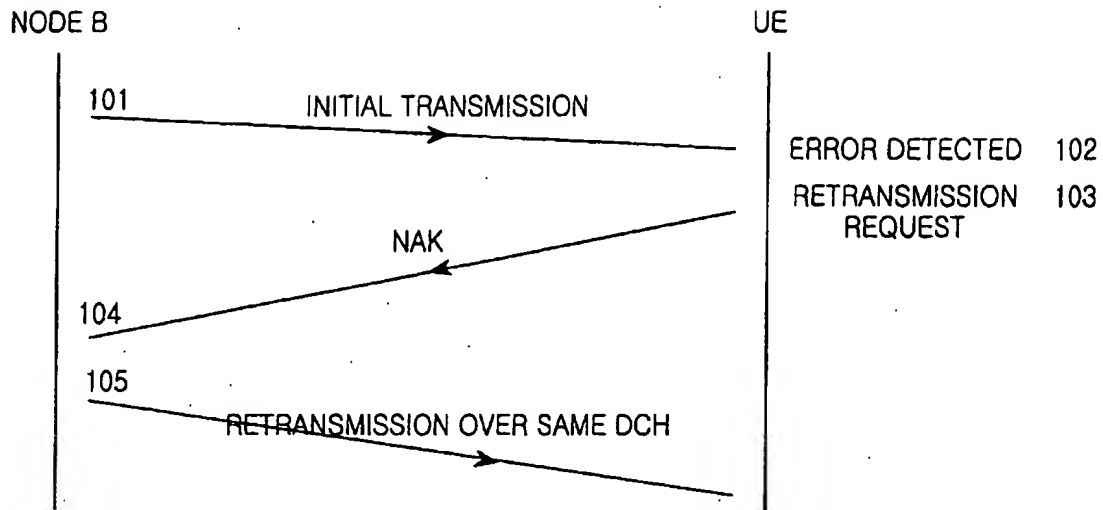 NODE B
UE
101
INITIAL TRANSMISSION
ERROR DETECTED 102
RETRANSMISSION 103
REQUEST
NAK
104
105
RETRANSMISSION OVER SAME DCH